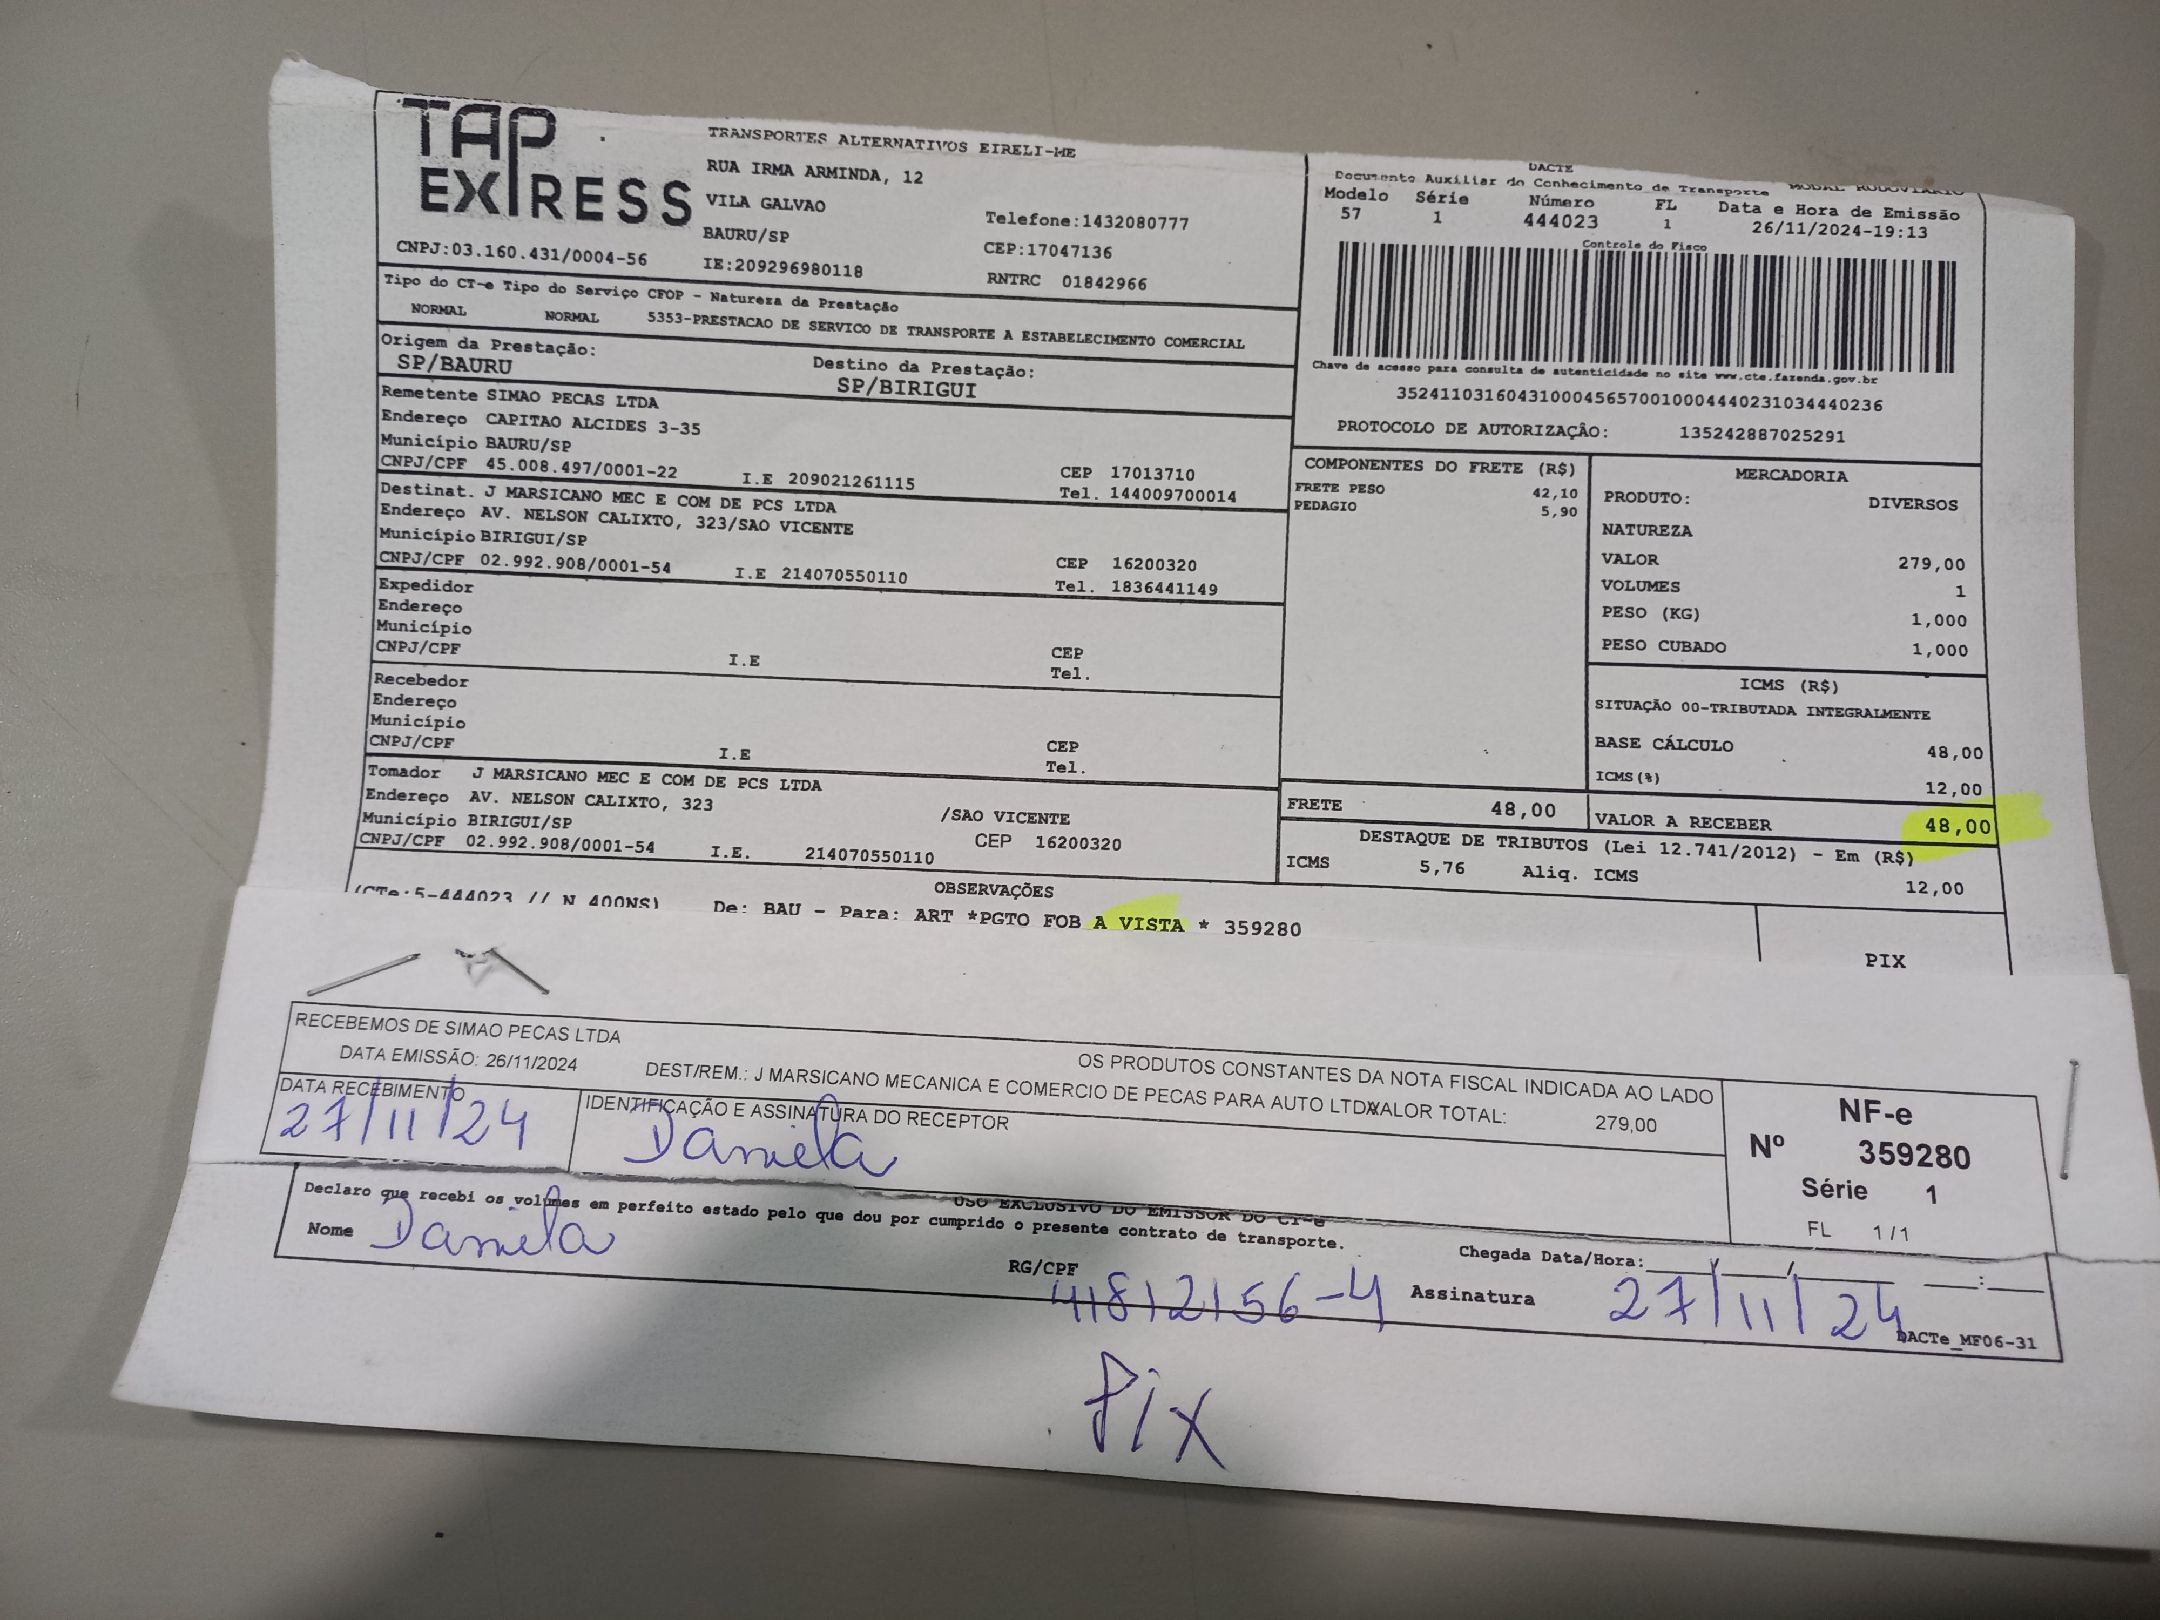 TAP
EXPRESS
CNPJ:03.160.431/0004-56
TRANSPORTES ALTERNATIVOS EIRELI-ME
RUA IRMA ARMINDA, 12
VILA GALVAO
BAURU/SP
IE:209296980118
Telefone:1432080777
CEP:17047136
RNTRC 01842966
DACTE
Documento Auxiliar do Conhecimento de Transporte MODAL RODOVIARIO
Modelo Série Número FL Data e Hora de Emissão
57 1 444023 1 26/11/2024-19:13
Controle do Fisco
Chave de acesso para consulta de autenticidade no site www.cte.fazenda.gov.br
35241103160431000456570010004440231034440236
PROTOCOLO DE AUTORIZAÇÂO: 135242887025291
Tipo do CT-e Tipo do Serviço CFOP - Natureza da Prestação
NORMAL NORMAL 5353-PRESTACAO DE SERVICO DE TRANSPORTE A ESTABELECIMENTO COMERCIAL
Origem da Prestação: Destino da Prestação:
SP/BAURU SP/BIRIGUI
Remetente SIMAO PECAS LTDA
Endereço CAPITAO ALCIDES 3-35
Município BAURU/SP CEP 17013710
CNPJ/CPF 45.008.497/0001-22 I.E 209021261115 Tel. 144009700014
Destinat. J MARSICANO MEC E COM DE PCS LTDA
Endereço AV. NELSON CALIXTO, 323/SAO VICENTE
Município BIRIGUI/SP CEP 16200320
CNPJ/CPF 02.992.908/0001-54 I.E 214070550110 Tel. 1836441149
Expedidor
Endereço
Município CEP
CNPJ/CPF I.E Tel.
Recebedor
Endereço
Município CEP
CNPJ/CPF I.E Tel.
Tomador J MARSICANO MEC E COM DE PCS LTDA
Endereço AV. NELSON CALIXTO, 323 /SAO VICENTE
Município BIRIGUI/SP CEP 16200320
CNPJ/CPF 02.992.908/0001-54 I.E. 214070550110
COMPONENTES DO FRETE (R$)
FRETE PESO 42,10
PEDAGIO 5,90
MERCADORIA
PRODUTO: DIVERSOS
NATUREZA
VALOR 279,00
VOLUMES 1
PESO (KG) 1,000
PESO CUBADO 1,000
ICMS (R$)
SITUAÇÃO 00-TRIBUTADA INTEGRALMENTE
BASE CÁLCULO 48,00
ICMS(%) 12,00
FRETE 48,00 VALOR A RECEBER 48,00
DESTAQUE DE TRIBUTOS (Lei 12.741/2012) - Em (R$)
ICMS 5,76 Aliq. ICMS 12,00
OBSERVAÇÕES
(CTe:5-444023 // N 400NS) De: BAU - Para: ART *PGTO FOB A VISTA * 359280
PIX
RECEBEMOS DE SIMAO PECAS LTDA OS PRODUTOS CONSTANTES DA NOTA FISCAL INDICADA AO LADO
DATA EMISSÃO: 26/11/2024 DEST/REM.: J MARSICANO MECANICA E COMERCIO DE PECAS PARA AUTO LTDA VALOR TOTAL: 279,00
DATA RECEBIMENTO IDENTIFICAÇÃO E ASSINATURA DO RECEPTOR
27/11/24 Daniela
NF-e
Nº 359280
Série 1
FL 1/1
USO EXCLUSIVO DO EMISSOR DO CT-e
Declaro que recebi os volumes em perfeito estado pelo que dou por cumprido o presente contrato de transporte.
Nome Daniela RG/CPF Chegada Data/Hora:____/____/____ ____:____
41812156-4 Assinatura 27/11/24
DACTe_MF06-31
Pix